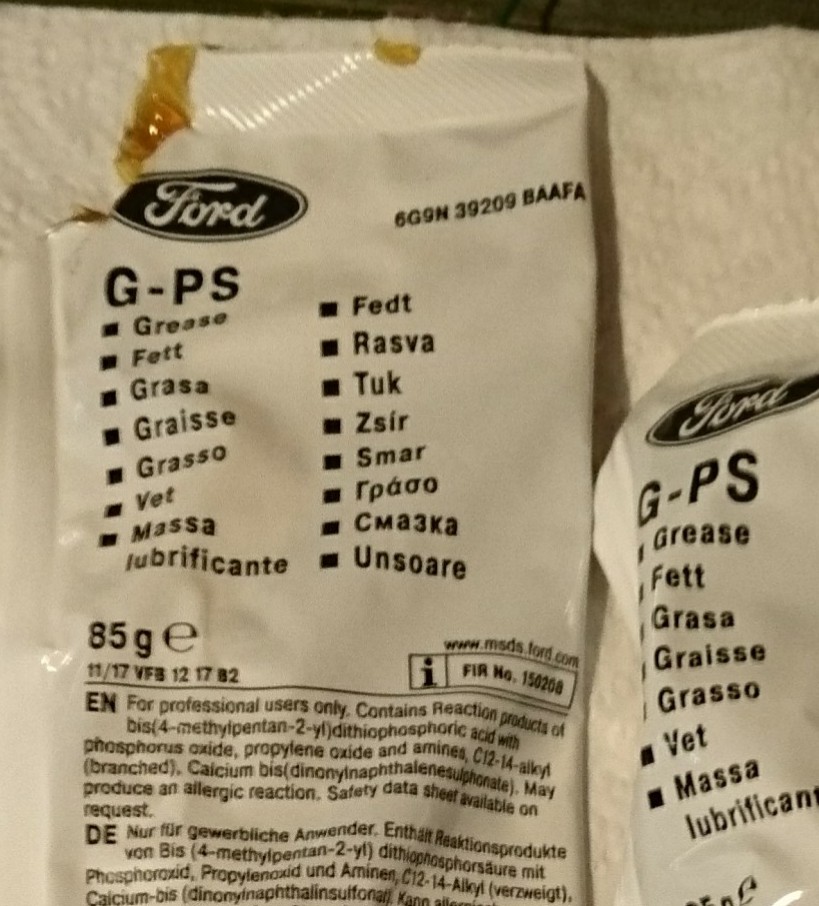 Ford
6G9N 39209 BAAFA
G-PS
Grease
Fett
Grasa
Graisse
Grasso
Vet
Massa
lubrificante
Fedt
Rasva
Tuk
Zsír
Smar
Γράσο
Смазка
Unsoare
85g e
11/17 VFB 12 17 B2
www.msds.ford.com
i FIR No. 150208
EN For professional users only. Contains Reaction products of
bis(4-methylpentan-2-yl)dithiophosphoric acid with
phosphorus oxide, propylene oxide and amines, C12-14-alkyl
(branched), Calcium bis(dinonylnaphthalenesulphonate). May
produce an allergic reaction. Safety data sheet available on
request.
DE Nur für gewerbliche Anwender. Enthält Reaktionsprodukte
von Bis (4-methylpentan-2-yl) dithiophosphorsäure mit
Phosphoroxid, Propylenoxid und Aminen, C12-14-Alkyl (verzweigt),
Calcium-bis (dinonylnaphthalinsulfonat). Kann
Ford
G-PS
Grease
Fett
Grasa
Graisse
Grasso
Vet
Massa
lubrificant